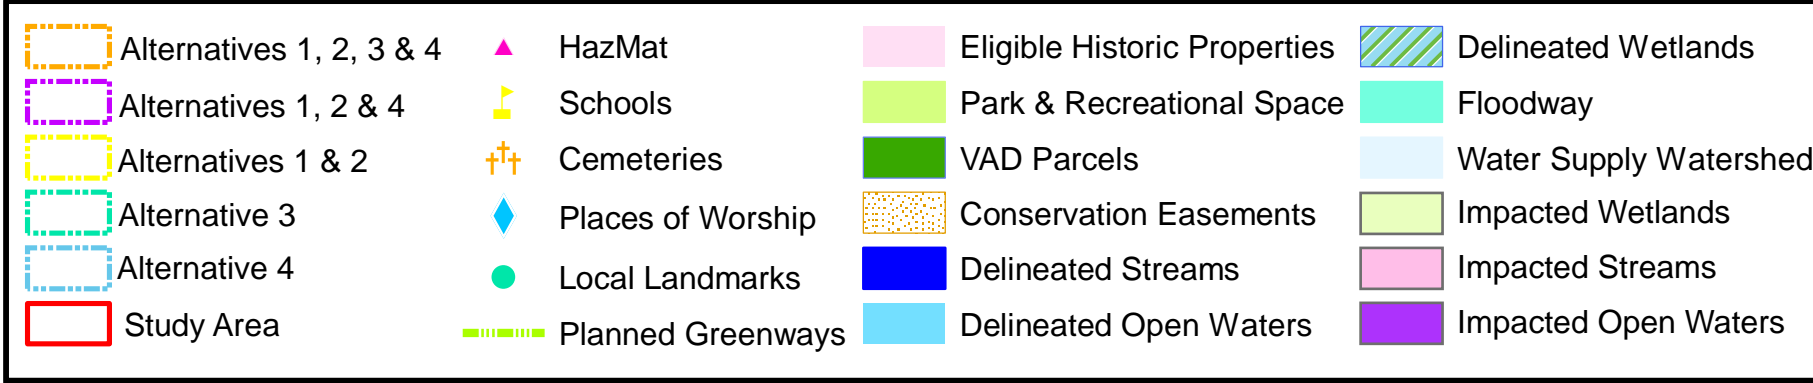 Alternatives 1, 2, 3 & 4
Alternatives 1, 2 & 4
Alternatives 1 & 2
Alternative 3
Alternative 4
Study Area
HazMat
Schools
Cemeteries
Places of Worship
Local Landmarks
Planned Greenways
Eligible Historic Properties
Park & Recreational Space
VAD Parcels
Conservation Easements
Delineated Streams
Delineated Open Waters
Delineated Wetlands
Floodway
Water Supply Watershed
Impacted Wetlands
Impacted Streams
Impacted Open Waters